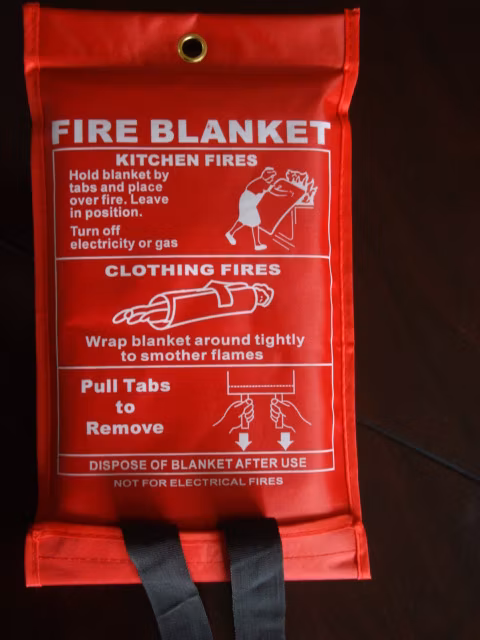 FIRE BLANKET
KITCHEN FIRES
Hold blanket by
tabs and place
over fire. Leave
in position.
Turn off
electricity or gas
CLOTHING FIRES
Wrap blanket around tightly
to smother flames
Pull Tabs
to
Remove
DISPOSE OF BLANKET AFTER USE
NOT FOR ELECTRICAL FIRES